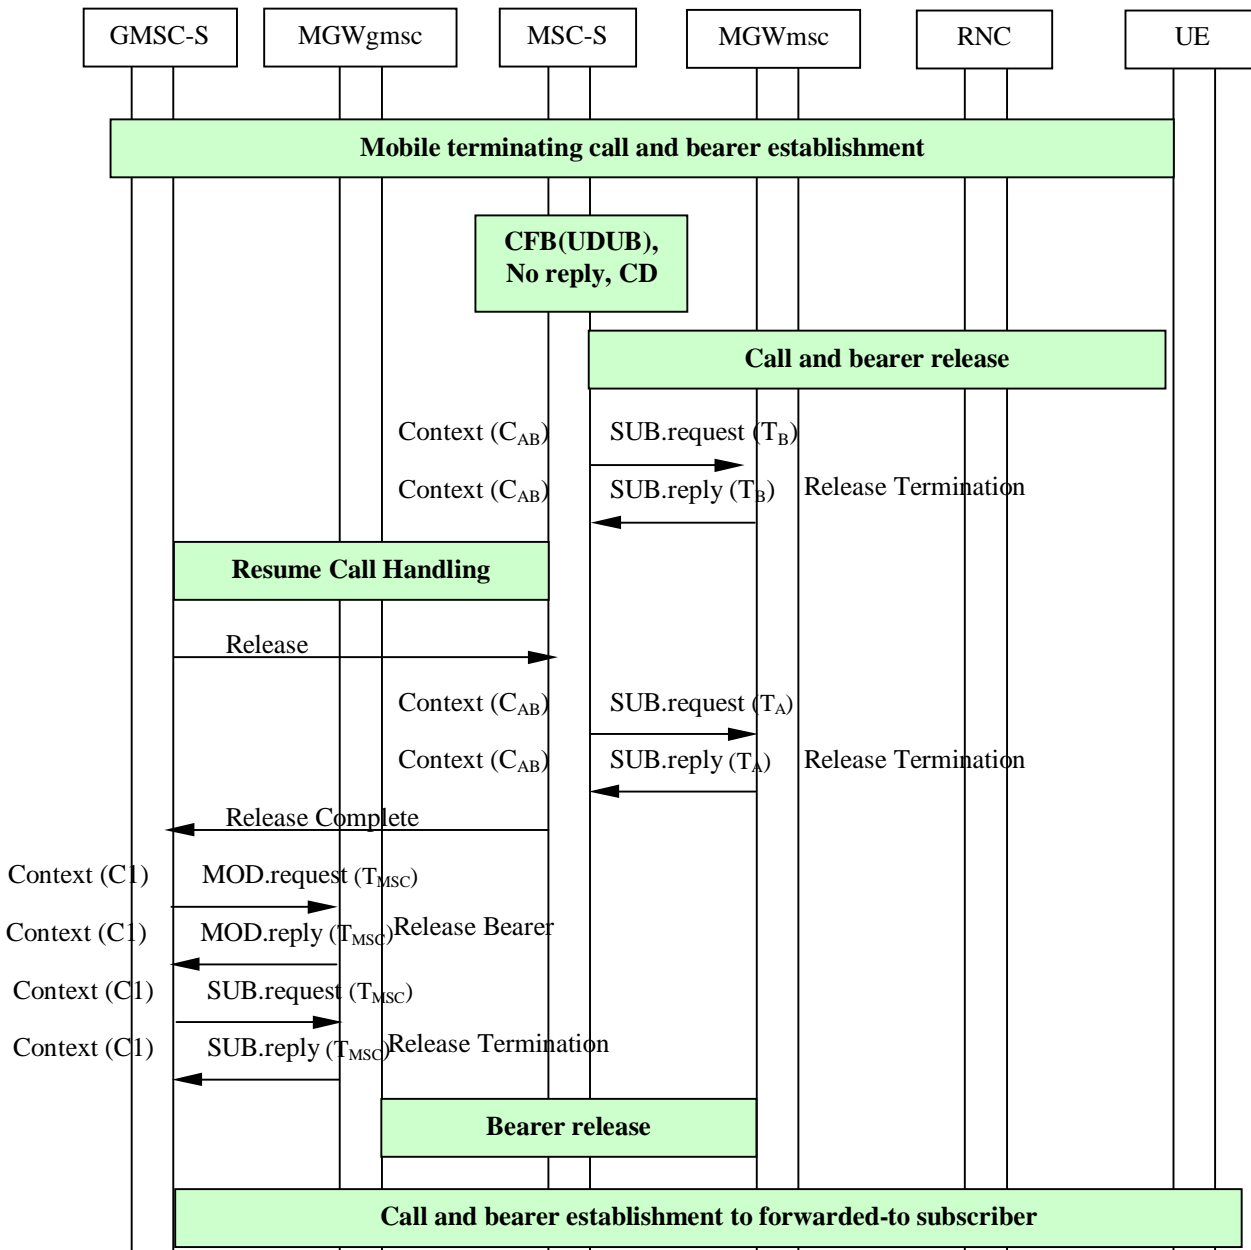 GMSC-S MGWgmsc MSC-S MGWmsc RNC UE
Mobile terminating call and bearer establishment
CFB(UDUB),
No reply, CD
Call and bearer release
Context (CAB) SUB.request (TB)
Context (CAB) SUB.reply (TB) Release Termination
Resume Call Handling
Release
Context (CAB) SUB.request (TA)
Context (CAB) SUB.reply (TA) Release Termination
Release Complete
Context (C1) MOD.request (TMSC)
Context (C1) MOD.reply (TMSC) Release Bearer
Context (C1) SUB.request (TMSC)
Context (C1) SUB.reply (TMSC) Release Termination
Bearer release
Call and bearer establishment to forwarded-to subscriber